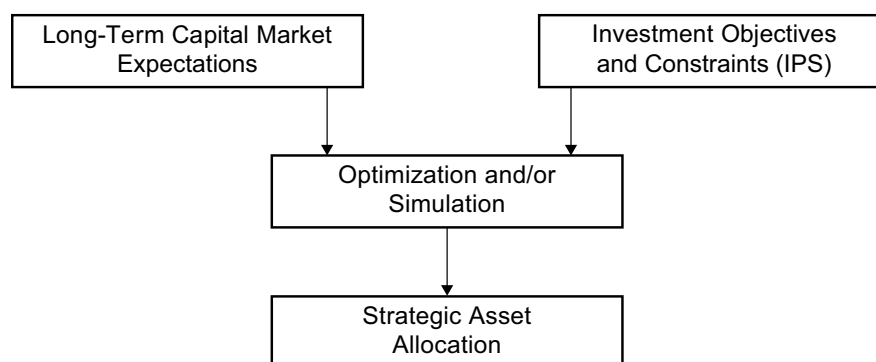 Long-Term Capital Market
Expectations
Investment Objectives
and Constraints (IPS)
Optimization and/or
Simulation
Strategic Asset
Allocation